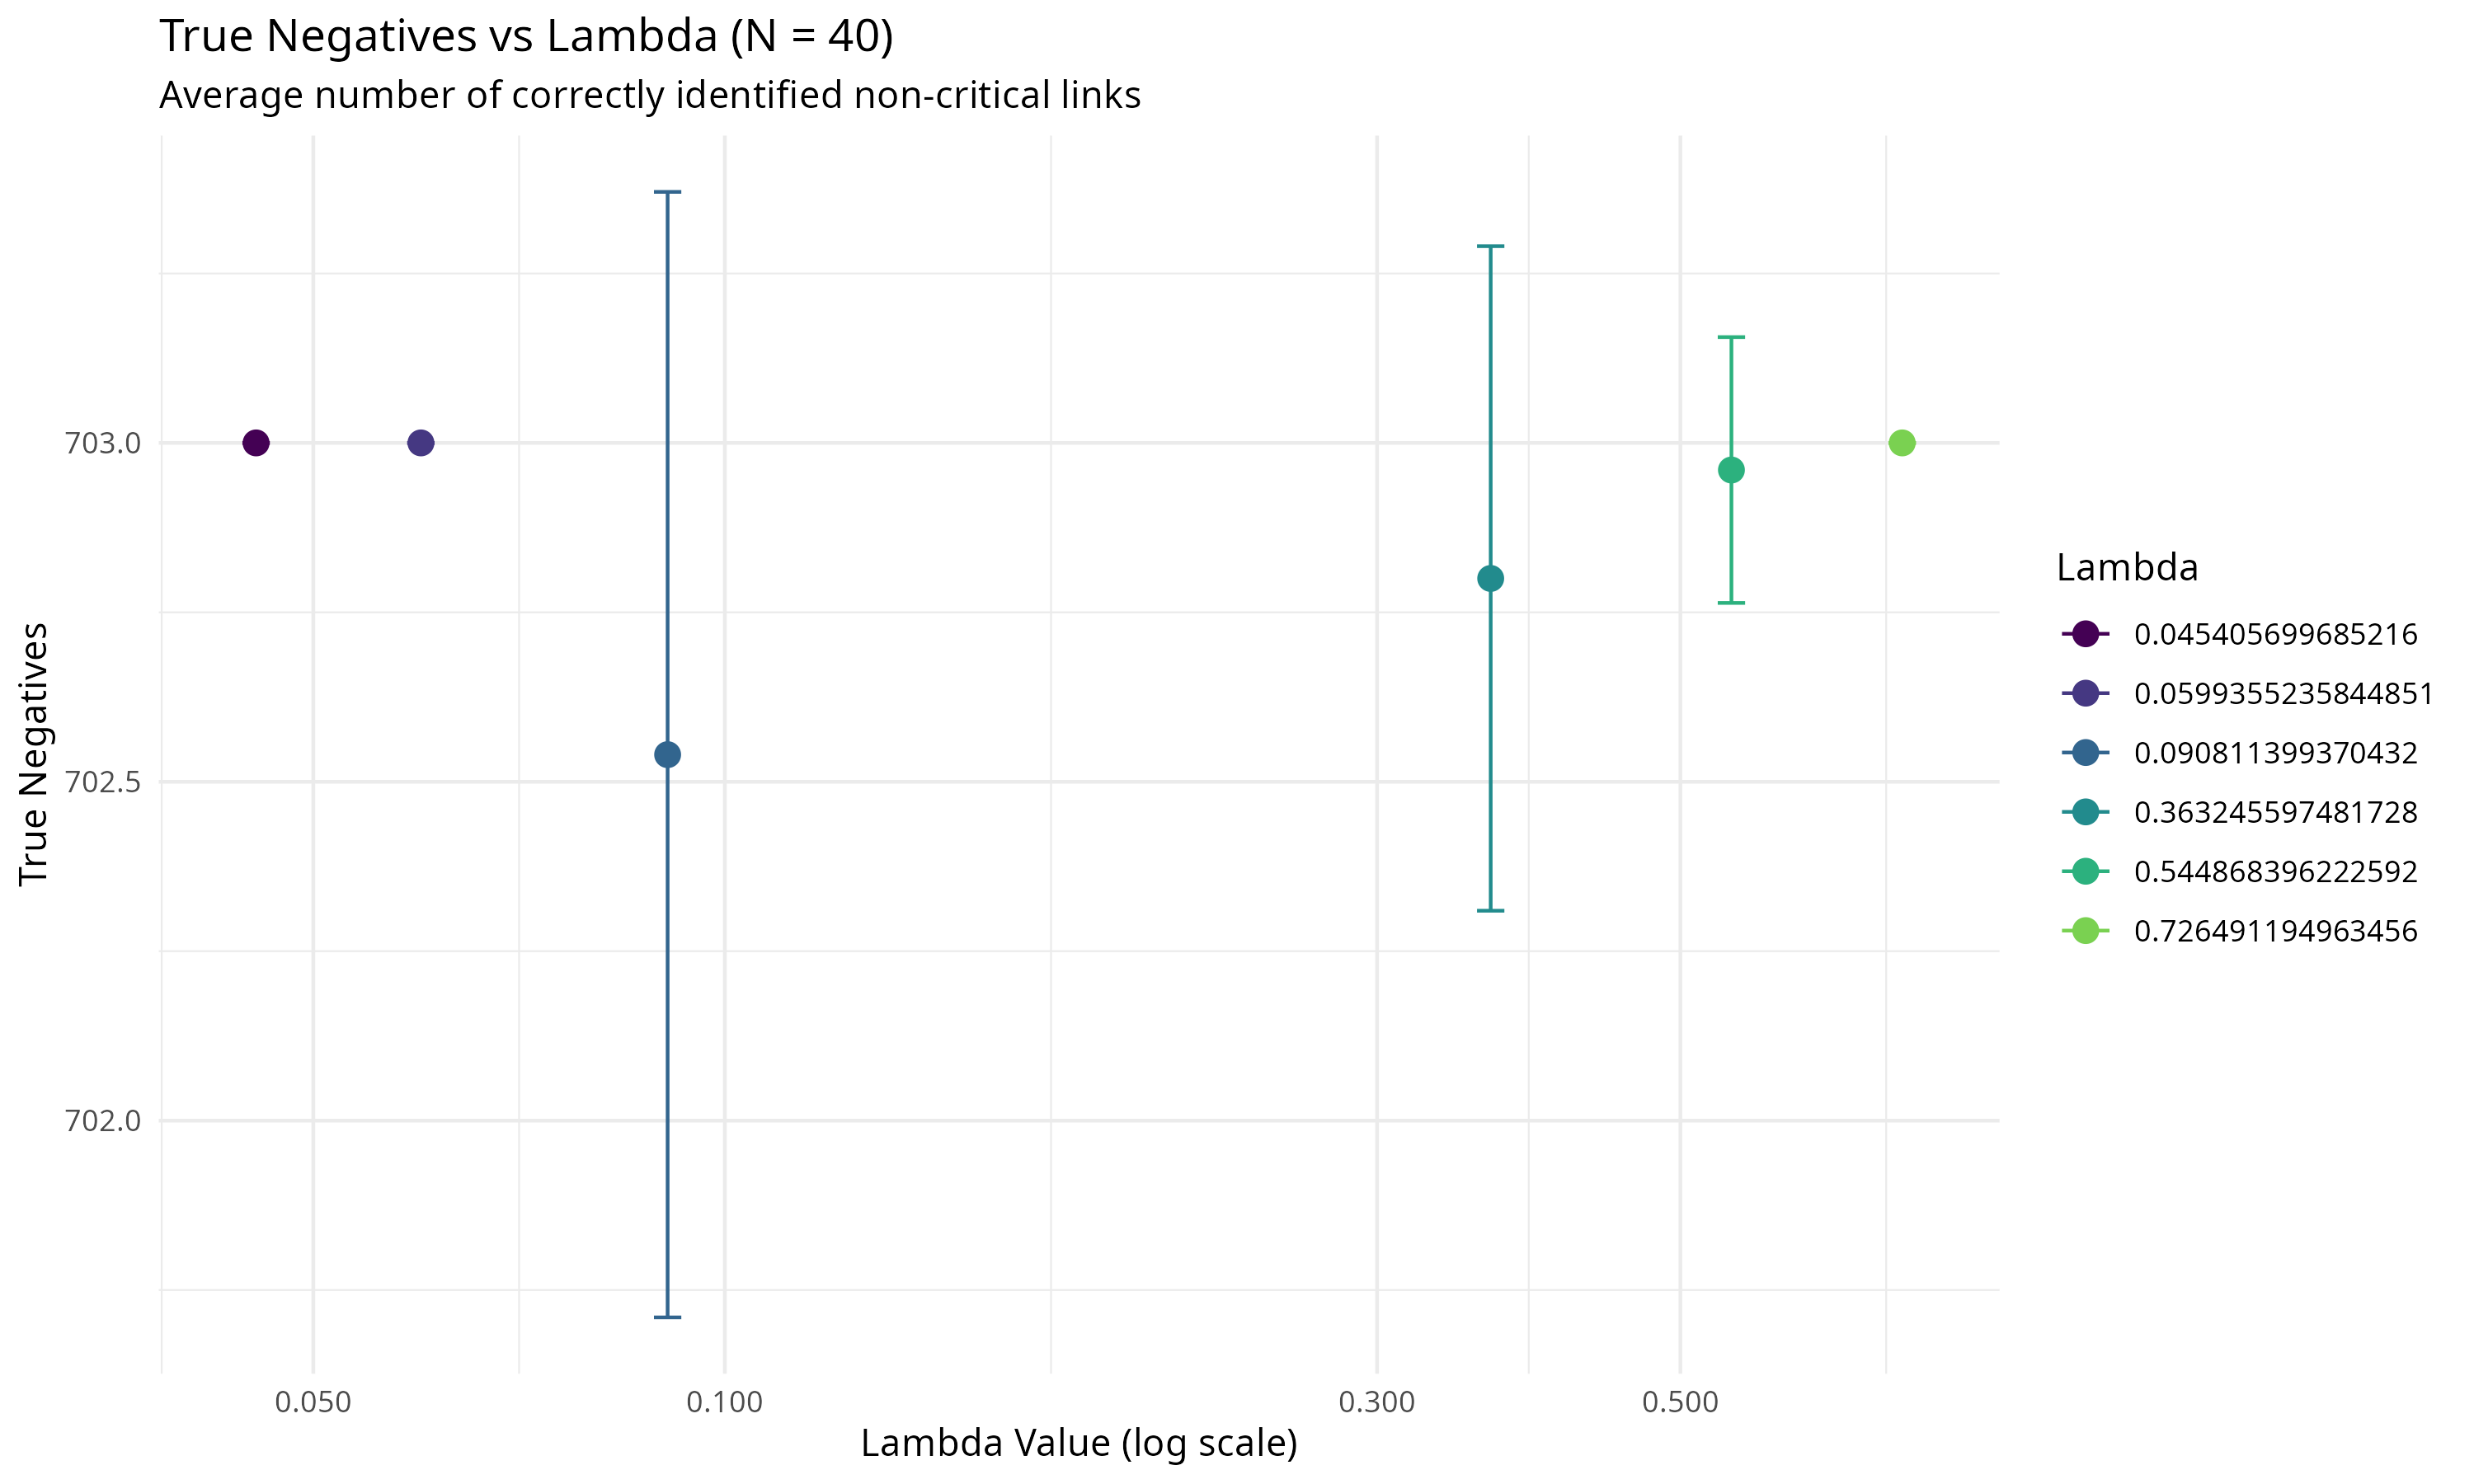 True Negatives vs Lambda (N = 40)
Average number of correctly identified non-critical links
True Negatives
703.0
702.5
702.0
0.050
0.100
0.300
0.500
Lambda Value (log scale)
Lambda
0.045405699685216
0.0599355235844851
0.090811399370432
0.363245597481728
0.544868396222592
0.726491194963456